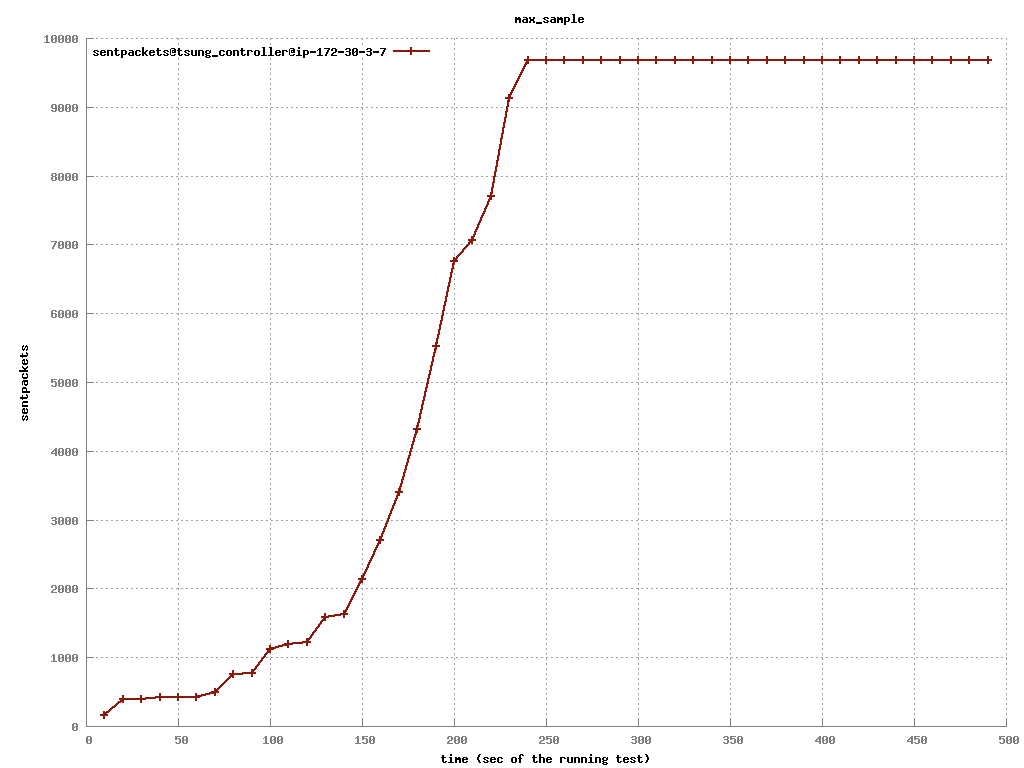 max_sample
sentpackets@tsung_controller@ip-172-30-3-7
10000
9000
8000
7000
6000
5000
4000
3000
2000
1000
0
sentpackets
0 50 100 150 200 250 300 350 400 450 500
time (sec of the running test)